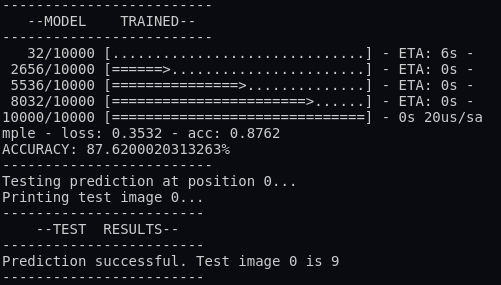 -------------------------
   --MODEL    TRAINED--
-------------------------
   32/10000 [..............................] - ETA: 6s -
 2656/10000 [======>.......................] - ETA: 0s -
 5536/10000 [===============>..............] - ETA: 0s -
 8032/10000 [=======================>......] - ETA: 0s -
10000/10000 [==============================] - 0s 20us/sa
mple - loss: 0.3532 - acc: 0.8762
ACCURACY: 87.6200020313263%
-------------------------
Testing prediction at position 0...
Printing test image 0...
------------------------
    --TEST  RESULTS--
------------------------
Prediction successful. Test image 0 is 9
------------------------